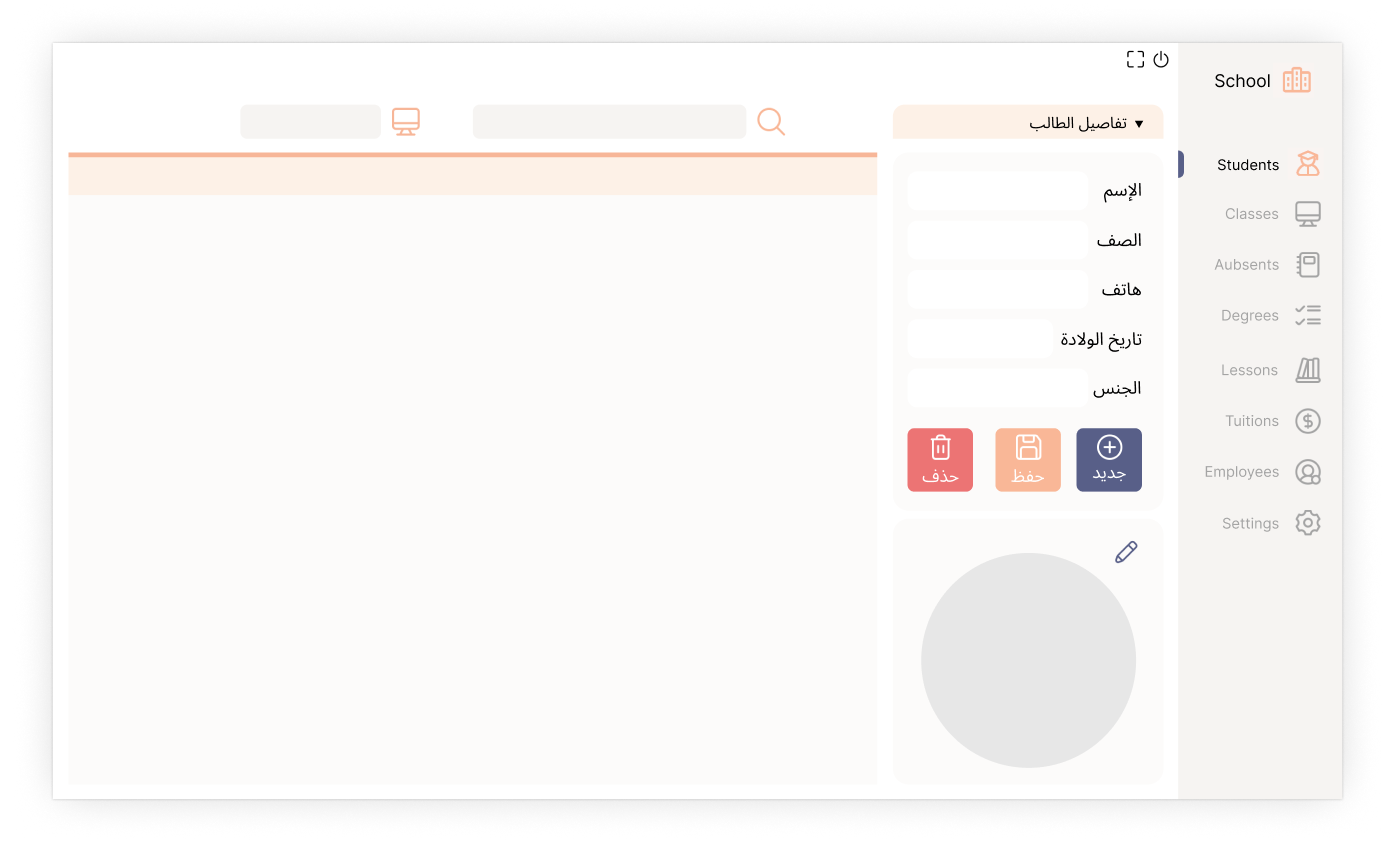 School
Students
Classes
Aubsents
Degrees
Lessons
Tuitions
Employees
Settings
▼ تفاصيل الطالب
الإسم
الصف
هاتف
تاريخ الولادة
الجنس
جديد
حفظ
حذف